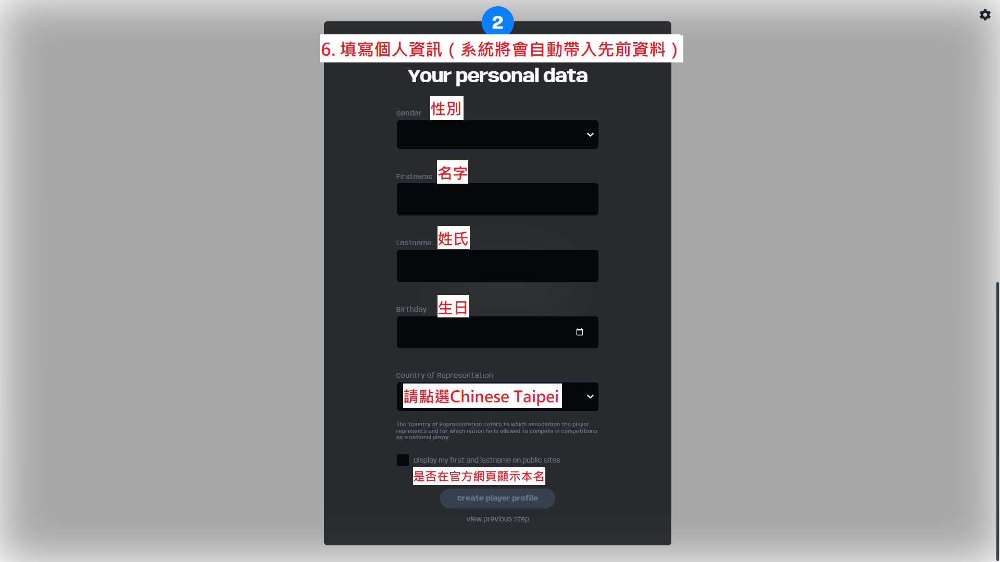 2
6. 填寫個人資訊（系統將會自動帶入先前資料）
Your personal data
Gender 性別
Firstname 名字
Lastname 姓氏
Birthday 生日
Country of Representation
請點選Chinese Taipei
The 'Country of Representation' refers to which association the player
represents and for which nation he is allowed to compete in competitions
as a national player.
Display my first and lastname on public sites
是否在官方網頁顯示本名
Create player profile
View previous step